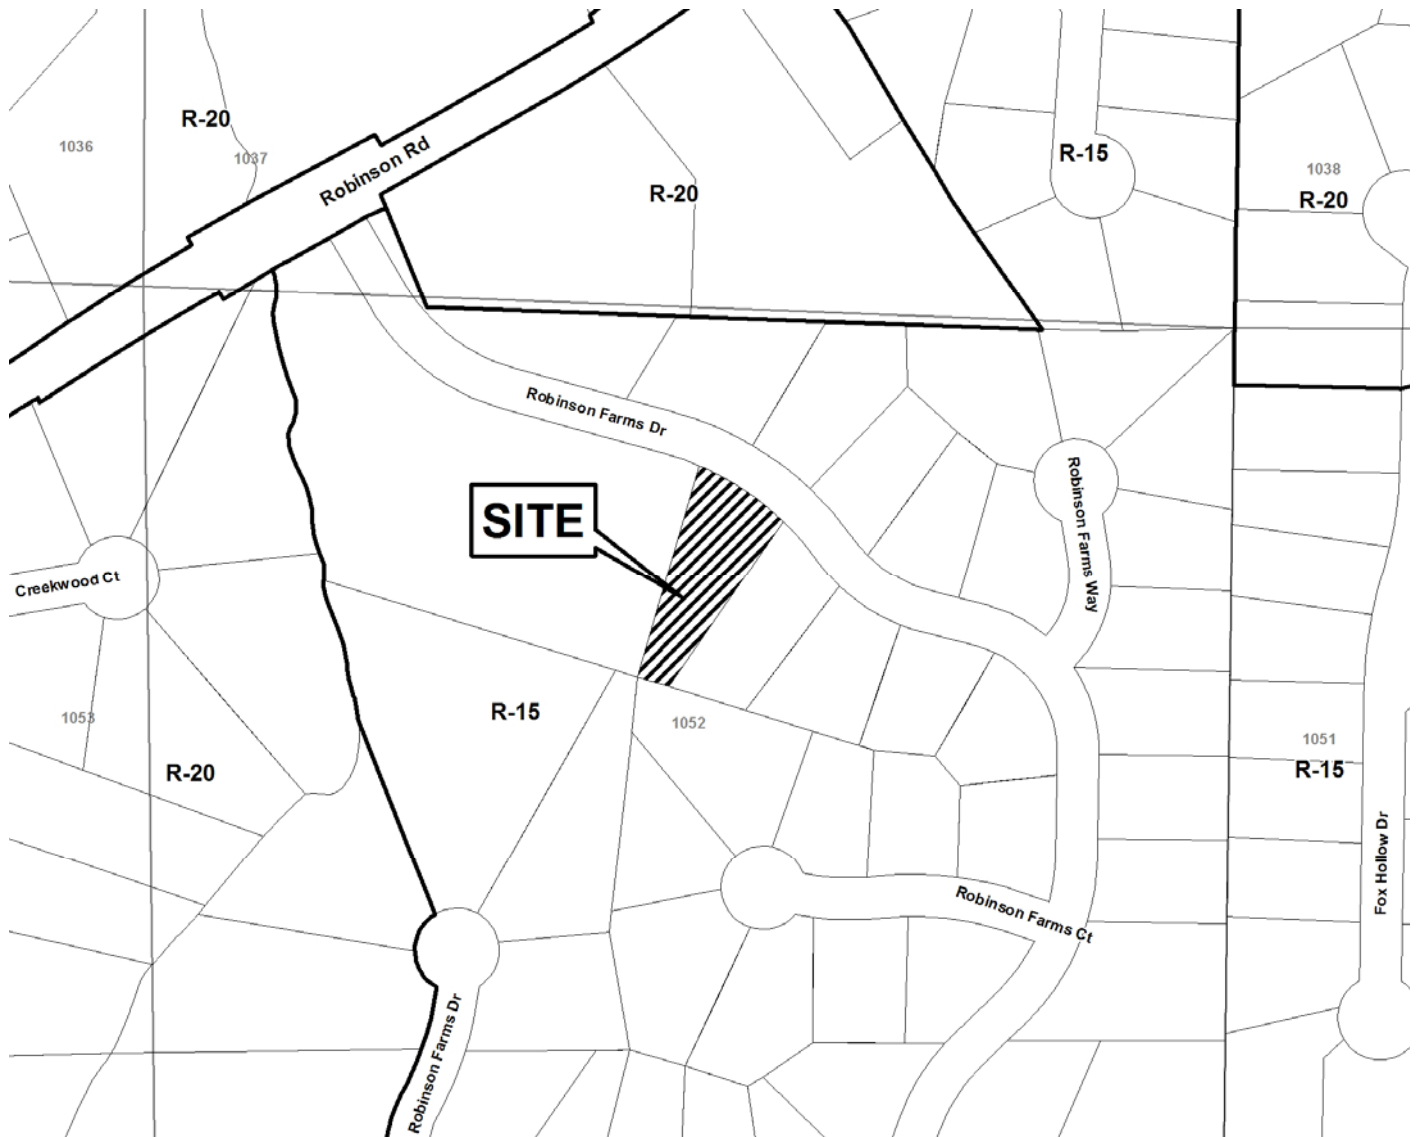 R-20
1036
1037
Robinson Rd
R-15
1038
R-20
R-20
Robinson Farms Dr
SITE
Robinson Farms Way
Creekwood Ct
R-15
1053
1052
R-20
1051
R-15
Fox Hollow Dr
Robinson Farms Ct
Robinson Farms Dr